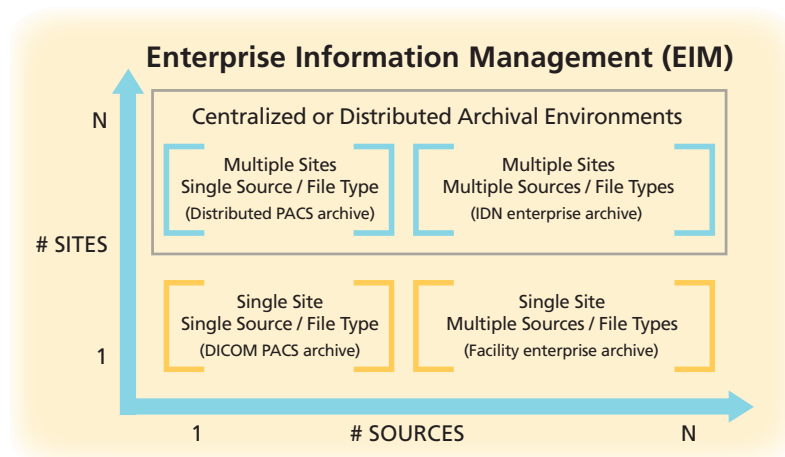 Enterprise Information Management (EIM)
N
Centralized or Distributed Archival Environments
Multiple Sites
Single Source / File Type
(Distributed PACS archive)
Multiple Sites
Multiple Sources / File Types
(IDN enterprise archive)
# SITES
Single Site
Single Source / File Type
(DICOM PACS archive)
Single Site
Multiple Sources / File Types
(Facility enterprise archive)
1
1
# SOURCES
N